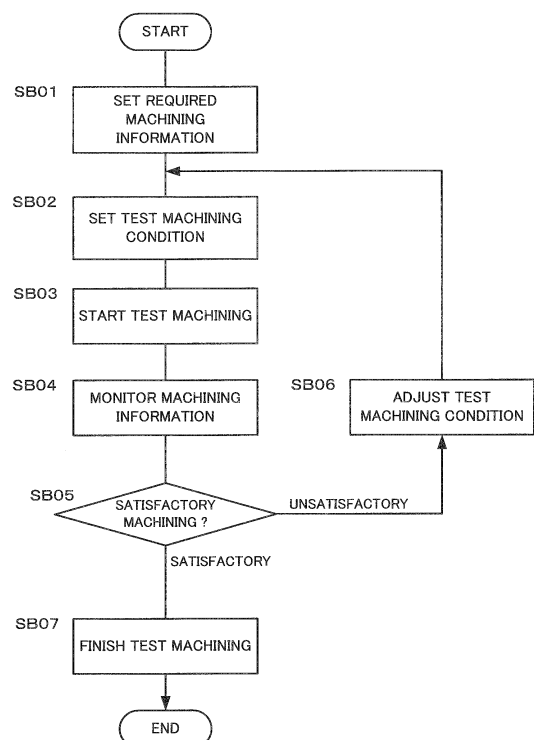 START
SB01
SET REQUIRED
MACHINING
INFORMATION
SB02
SET TEST MACHINING
CONDITION
SB03
START TEST MACHINING
SB04
MONITOR MACHINING
INFORMATION
SB06
ADJUST TEST
MACHINING CONDITION
SB05
SATISFACTORY
MACHINING ?
UNSATISFACTORY
SATISFACTORY
SB07
FINISH TEST MACHINING
END